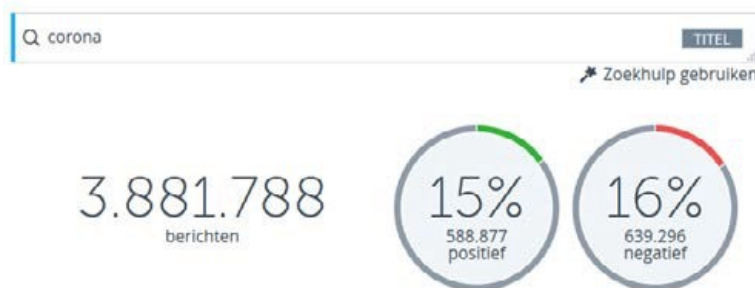 corona
TITEL
Zoekhulp gebruiken
3.881.788
berichten
15%
588.877
positief
16%
639.296
negatief